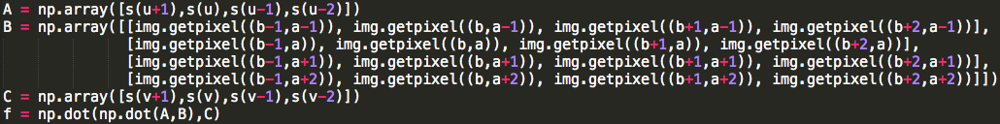 A = np.array([s(u+1),s(u),s(u-1),s(u-2)])
B = np.array([[img.getpixel((b-1,a-1)), img.getpixel((b,a-1)), img.getpixel((b+1,a-1)), img.getpixel((b+2,a-1))],
[img.getpixel((b-1,a)), img.getpixel((b,a)), img.getpixel((b+1,a)), img.getpixel((b+2,a))],
[img.getpixel((b-1,a+1)), img.getpixel((b,a+1)), img.getpixel((b+1,a+1)), img.getpixel((b+2,a+1))],
[img.getpixel((b-1,a+2)), img.getpixel((b,a+2)), img.getpixel((b+1,a+2)), img.getpixel((b+2,a+2))]])
C = np.array([s(v+1),s(v),s(v-1),s(v-2)])
f = np.dot(np.dot(A,B),C)